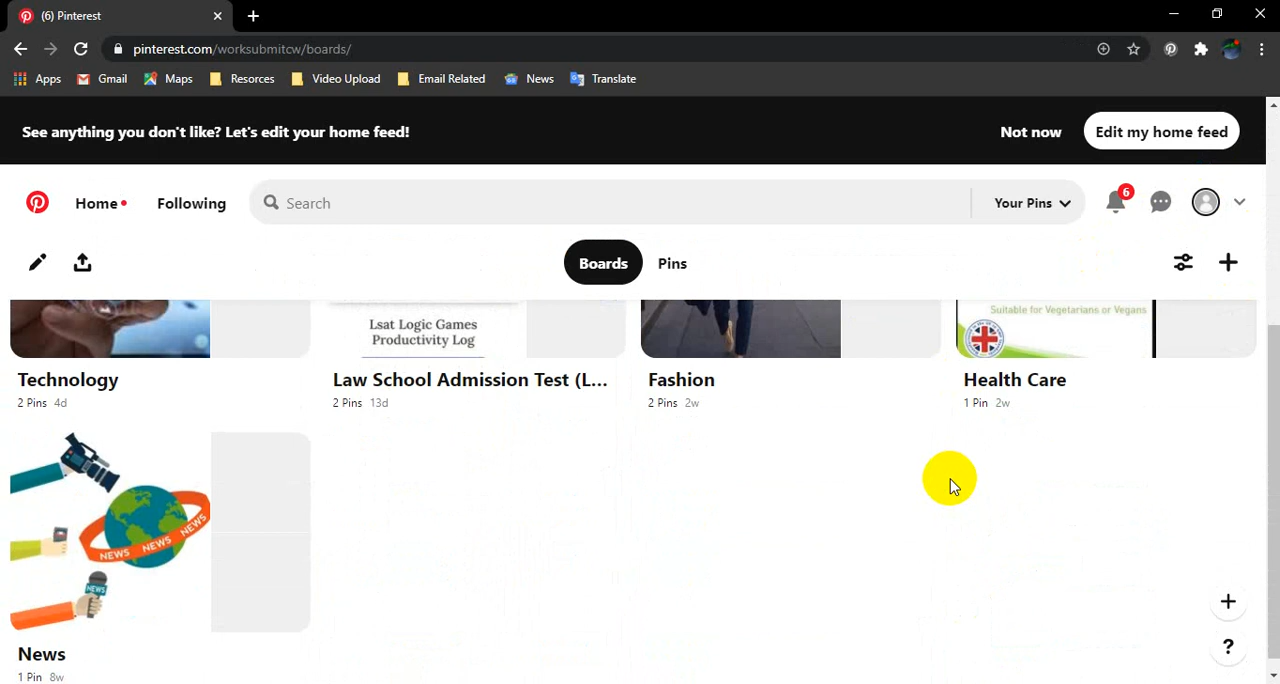 (6) Pinterest
pinterest.com/worksubmitcw/boards/
Apps Gmail Maps Resorces Video Upload Email Related News Translate
See anything you don't like? Let's edit your home feed! Not now Edit my home feed
Home Following Search Your Pins 6
Boards Pins
Lsat Logic Games
Productivity Log
Suitable for Vegetarians or Vegans
Technology Law School Admission Test (L... Fashion Health Care
2 Pins 4d 2 Pins 13d 2 Pins 2w 1 Pin 2w
NEWS NEWS NEWS
NEWS
News
1 Pin 8w